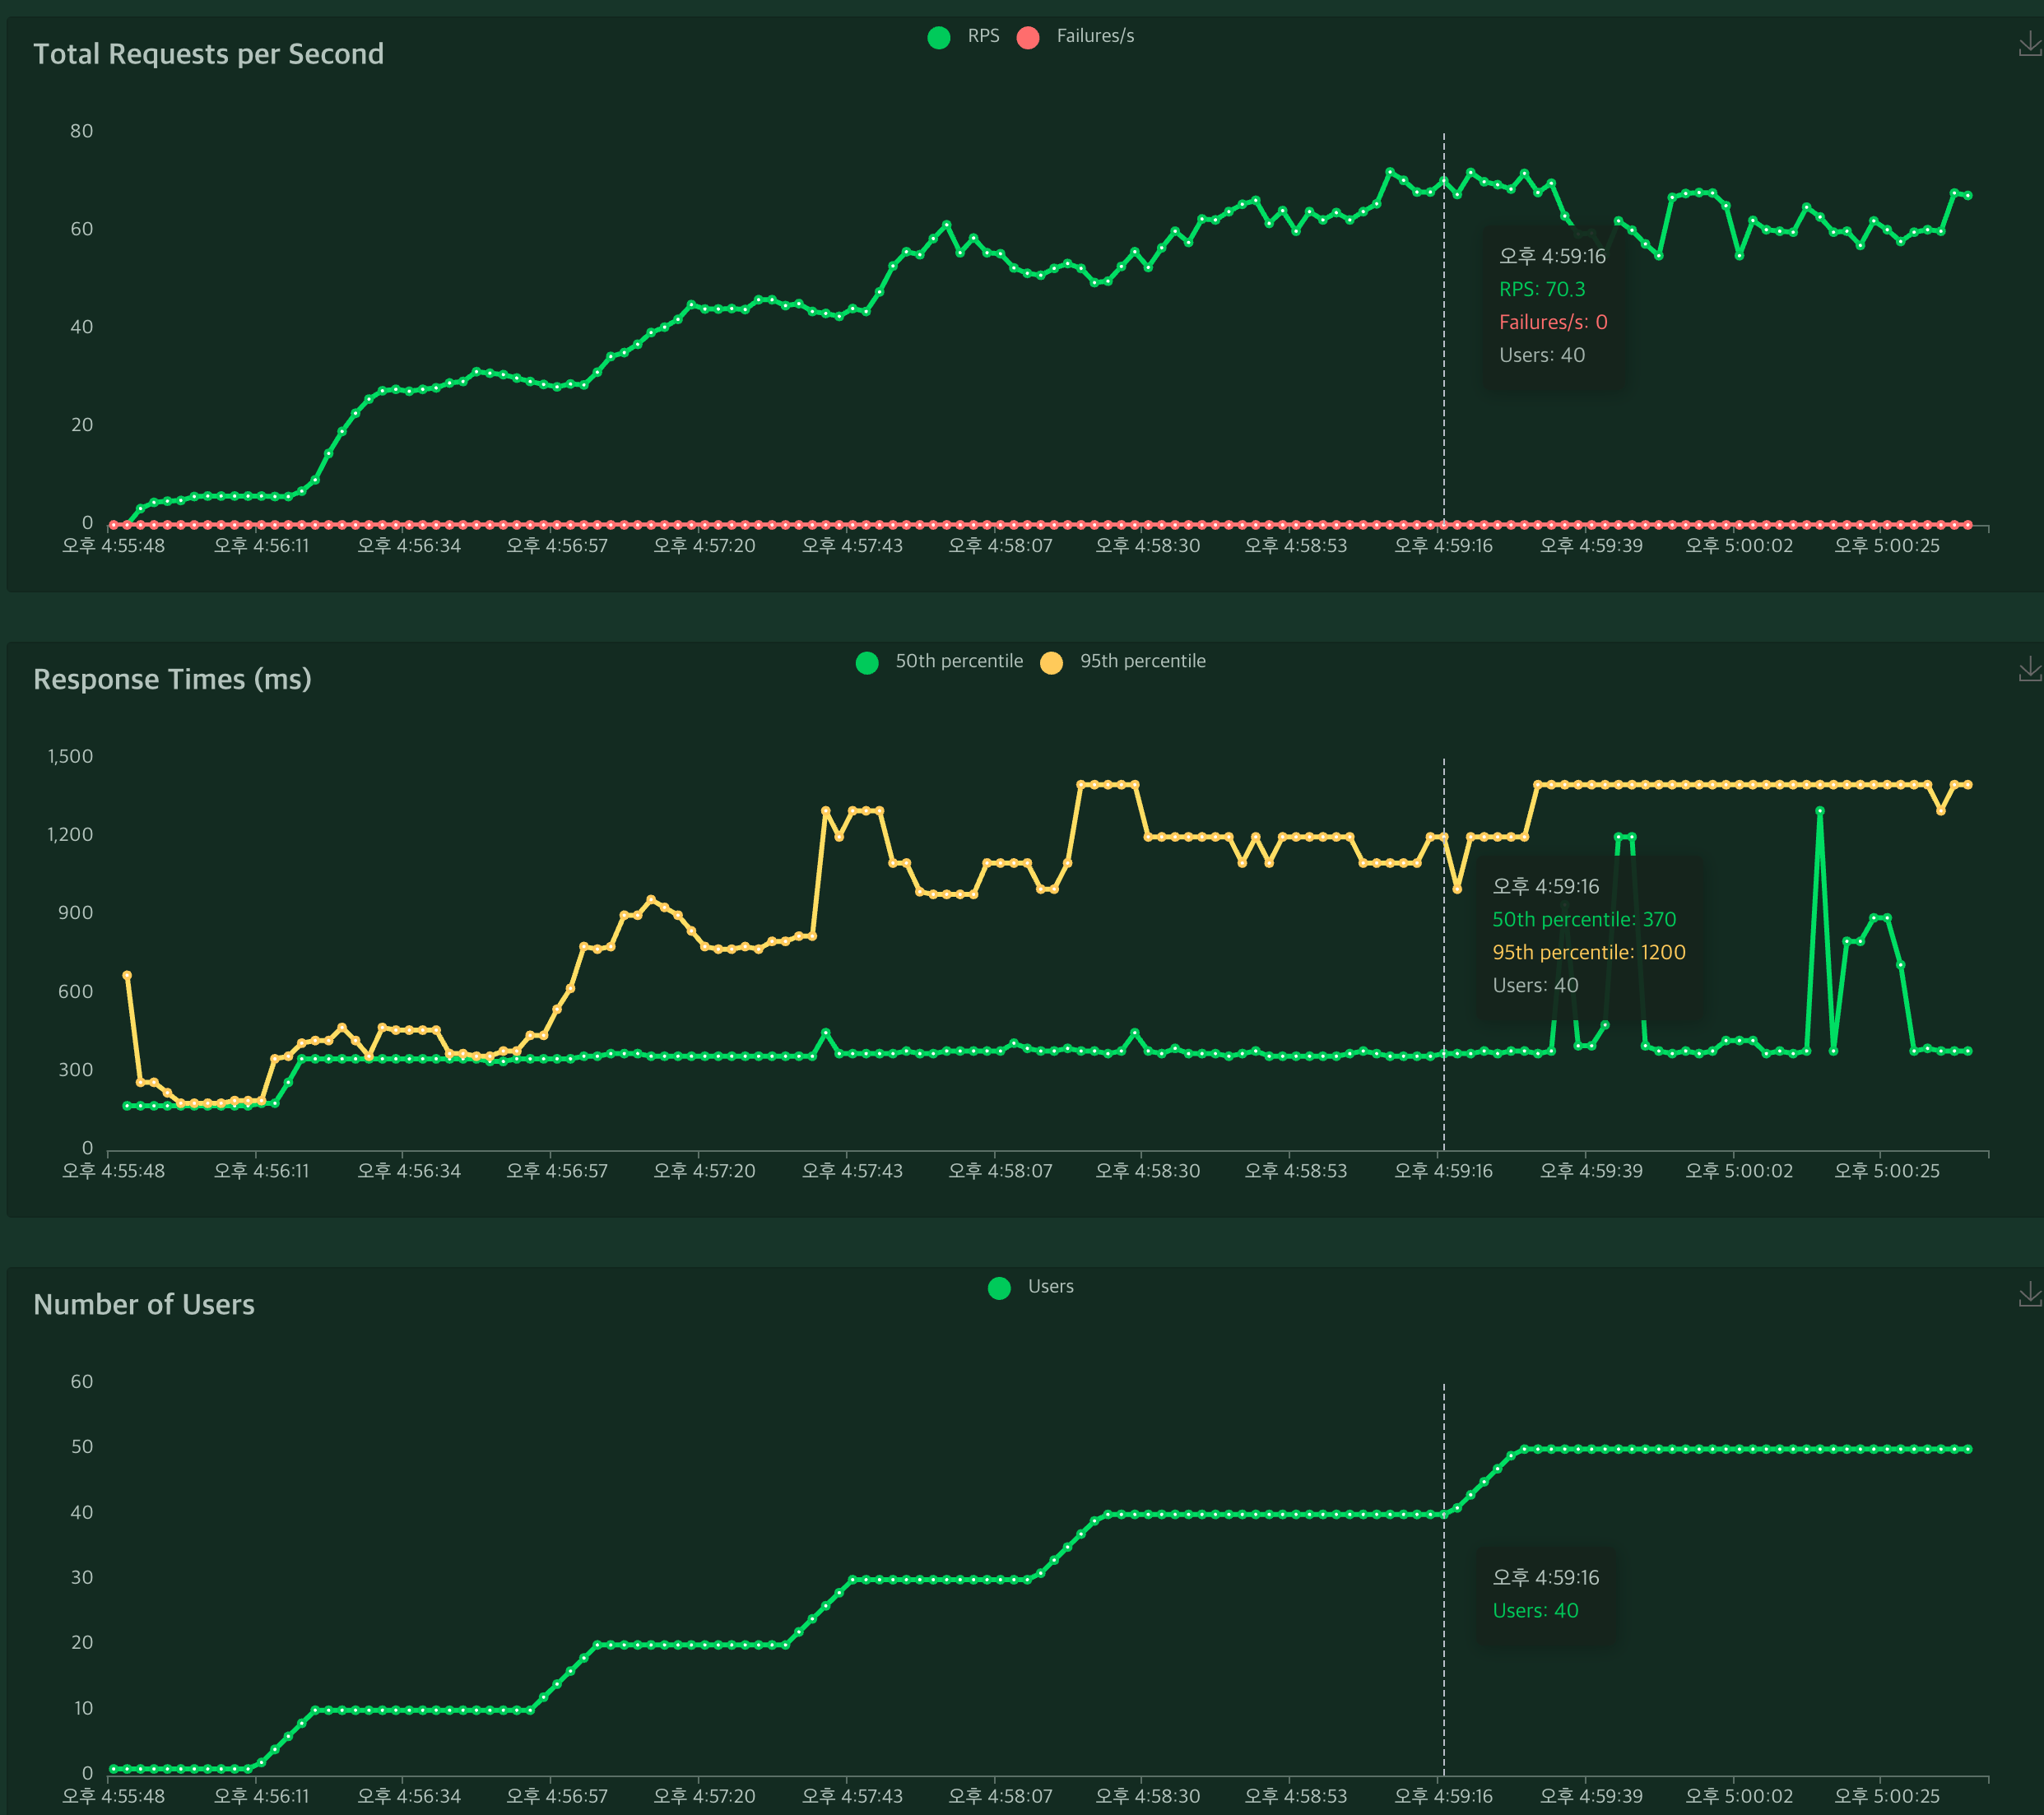 Total Requests per Second
RPS Failures/s
80
60
40
20
0
오후 4:55:48 오후 4:56:11 오후 4:56:34 오후 4:56:57 오후 4:57:20 오후 4:57:43 오후 4:58:07 오후 4:58:30 오후 4:58:53 오후 4:59:16 오후 4:59:39 오후 5:00:02 오후 5:00:25
오후 4:59:16
RPS: 70.3
Failures/s: 0
Users: 40
Response Times (ms)
50th percentile 95th percentile
1,500
1,200
900
600
300
0
오후 4:55:48 오후 4:56:11 오후 4:56:34 오후 4:56:57 오후 4:57:20 오후 4:57:43 오후 4:58:07 오후 4:58:30 오후 4:58:53 오후 4:59:16 오후 4:59:39 오후 5:00:02 오후 5:00:25
오후 4:59:16
50th percentile: 370
95th percentile: 1200
Users: 40
Number of Users
Users
60
50
40
30
20
10
0
오후 4:55:48 오후 4:56:11 오후 4:56:34 오후 4:56:57 오후 4:57:20 오후 4:57:43 오후 4:58:07 오후 4:58:30 오후 4:58:53 오후 4:59:16 오후 4:59:39 오후 5:00:02 오후 5:00:25
오후 4:59:16
Users: 40